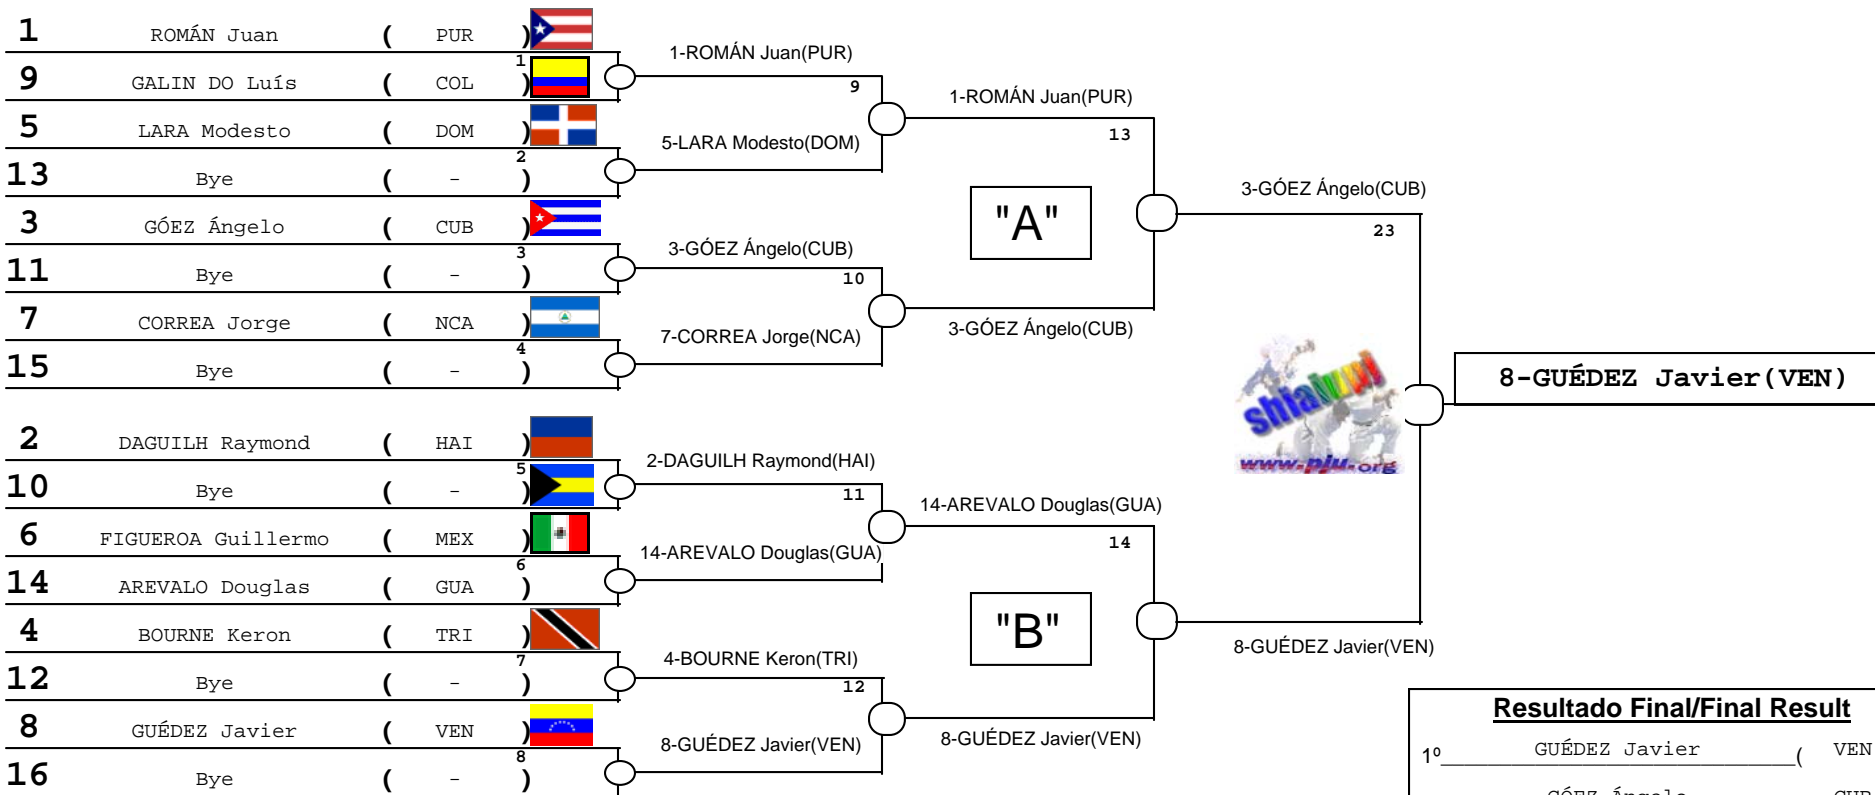 1 ROMÁN Juan ( PUR )
1
9 GALIN DO Luís ( COL )
5 LARA Modesto ( DOM )
2
13 Bye ( - )
3 GÓEZ Ángelo ( CUB )
3
11 Bye ( - )
7 CORREA Jorge ( NCA )
4
15 Bye ( - )
2 DAGUILH Raymond ( HAI )
5
10 Bye ( - )
6 FIGUEROA Guillermo ( MEX )
6
14 AREVALO Douglas ( GUA )
4 BOURNE Keron ( TRI )
7
12 Bye ( - )
8 GUÉDEZ Javier ( VEN )
8
16 Bye ( - )
1-ROMÁN Juan(PUR)
9
5-LARA Modesto(DOM)
3-GÓEZ Ángelo(CUB)
10
7-CORREA Jorge(NCA)
2-DAGUILH Raymond(HAI)
11
14-AREVALO Douglas(GUA)
4-BOURNE Keron(TRI)
12
8-GUÉDEZ Javier(VEN)
1-ROMÁN Juan(PUR)
13
"A"
3-GÓEZ Ángelo(CUB)
14-AREVALO Douglas(GUA)
14
"B"
8-GUÉDEZ Javier(VEN)
3-GÓEZ Ángelo(CUB)
23
shiaiwzpj
www.pju.org
8-GUÉDEZ Javier(VEN)
8-GUÉDEZ Javier(VEN)
Resultado Final/Final Result
1º GUÉDEZ Javier ( VEN
GÓEZ Ángelo CUB